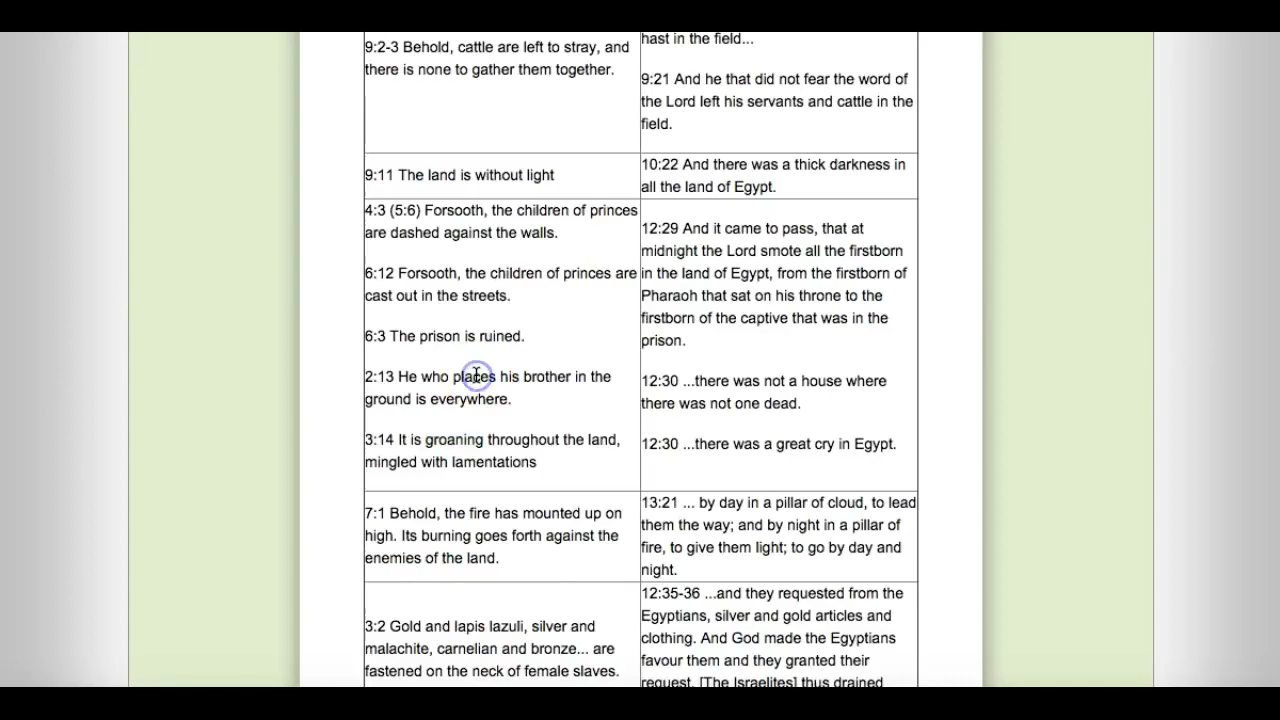 9:2-3 Behold, cattle are left to stray, and
there is none to gather them together.
hast in the field...
9:21 And he that did not fear the word of
the Lord left his servants and cattle in the
field.
9:11 The land is without light
10:22 And there was a thick darkness in
all the land of Egypt.
4:3 (5:6) Forsooth, the children of princes
are dashed against the walls.
6:12 Forsooth, the children of princes are
cast out in the streets.
6:3 The prison is ruined.
2:13 He who places his brother in the
ground is everywhere.
3:14 It is groaning throughout the land,
mingled with lamentations
12:29 And it came to pass, that at
midnight the Lord smote all the firstborn
in the land of Egypt, from the firstborn of
Pharaoh that sat on his throne to the
firstborn of the captive that was in the
prison.
12:30 ...there was not a house where
there was not one dead.
12:30 ...there was a great cry in Egypt.
7:1 Behold, the fire has mounted up on
high. Its burning goes forth against the
enemies of the land.
13:21 ... by day in a pillar of cloud, to lead
them the way; and by night in a pillar of
fire, to give them light; to go by day and
night.
3:2 Gold and lapis lazuli, silver and
malachite, carnelian and bronze... are
fastened on the neck of female slaves.
12:35-36 ...and they requested from the
Egyptians, silver and gold articles and
clothing. And God made the Egyptians
favour them and they granted their
request. [The Israelites] thus drained